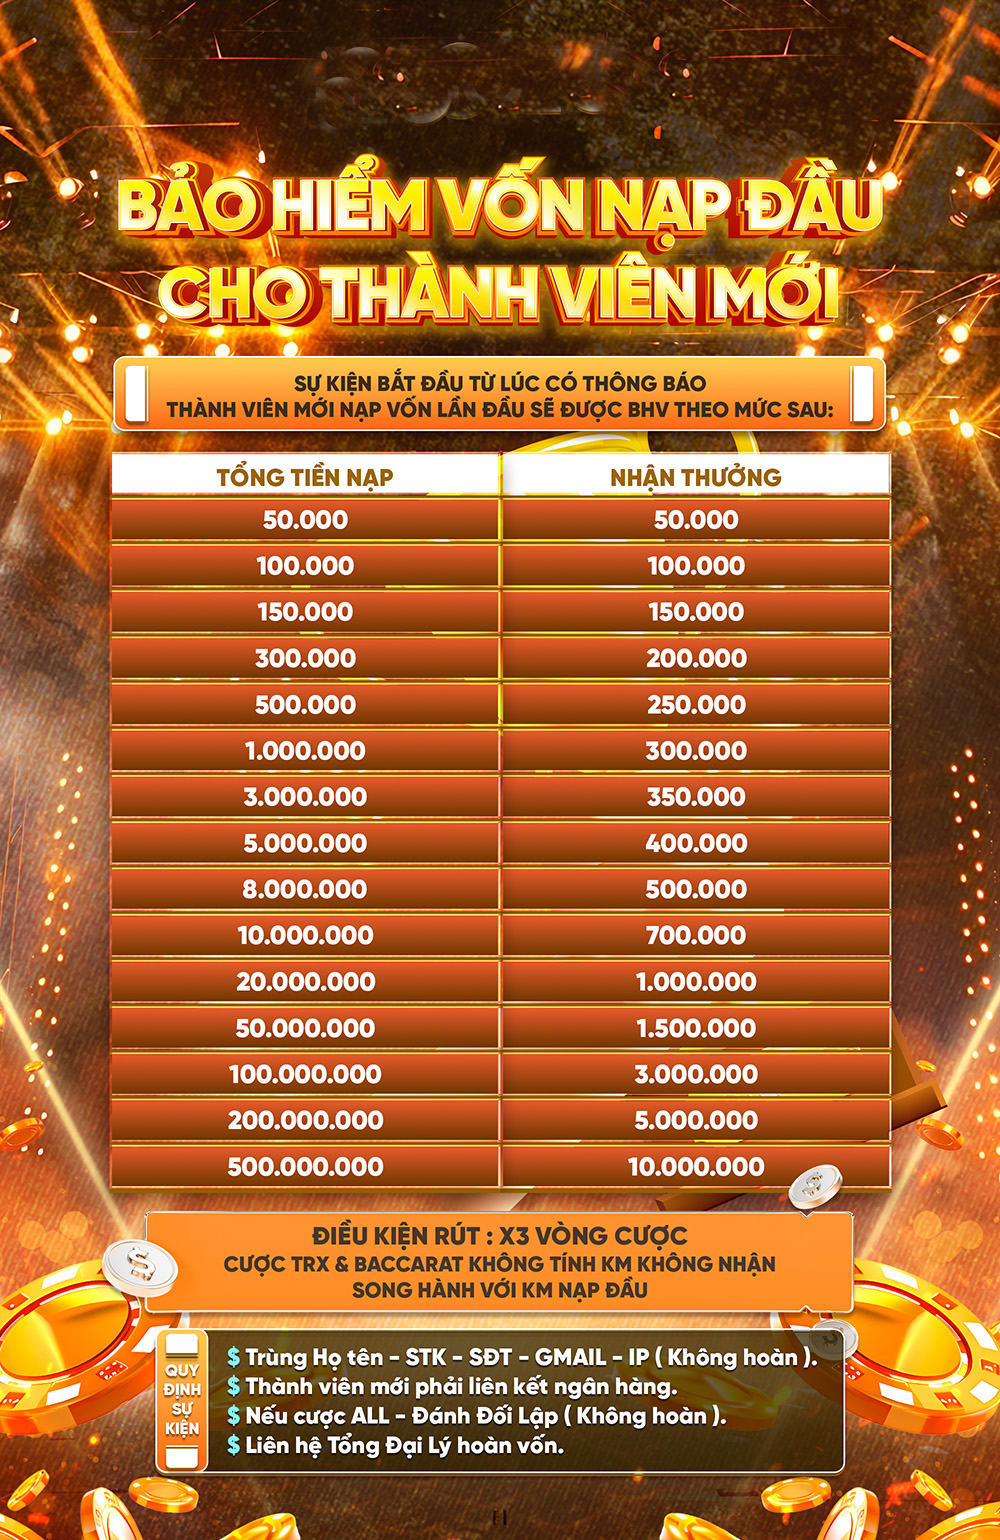 BẢO HIỂM VỐN NẠP ĐẦU
CHO THÀNH VIÊN MỚI
SỰ KIỆN BẮT ĐẦU TỪ LÚC CÓ THÔNG BÁO
THÀNH VIÊN MỚI NẠP VỐN LẦN ĐẦU SẼ ĐƯỢC BHV THEO MỨC SAU:
TỔNG TIỀN NẠP NHẬN THƯỞNG
50.000 50.000
100.000 100.000
150.000 150.000
300.000 200.000
500.000 250.000
1.000.000 300.000
3.000.000 350.000
5.000.000 400.000
8.000.000 500.000
10.000.000 700.000
20.000.000 1.000.000
50.000.000 1.500.000
100.000.000 3.000.000
200.000.000 5.000.000
500.000.000 10.000.000
ĐIỀU KIỆN RÚT : X3 VÒNG CƯỢC
CƯỢC TRX & BACCARAT KHÔNG TÍNH KM KHÔNG NHẬN
SONG HÀNH VỚI KM NẠP ĐẦU
QUY
ĐỊNH
SỰ
KIỆN
$ Trùng Họ tên - STK - SĐT - GMAIL - IP ( Không hoàn ).
$ Thành viên mới phải liên kết ngân hàng.
$ Nếu cược ALL - Đánh Đối Lập ( Không hoàn ).
$ Liên hệ Tổng Đại Lý hoàn vốn.